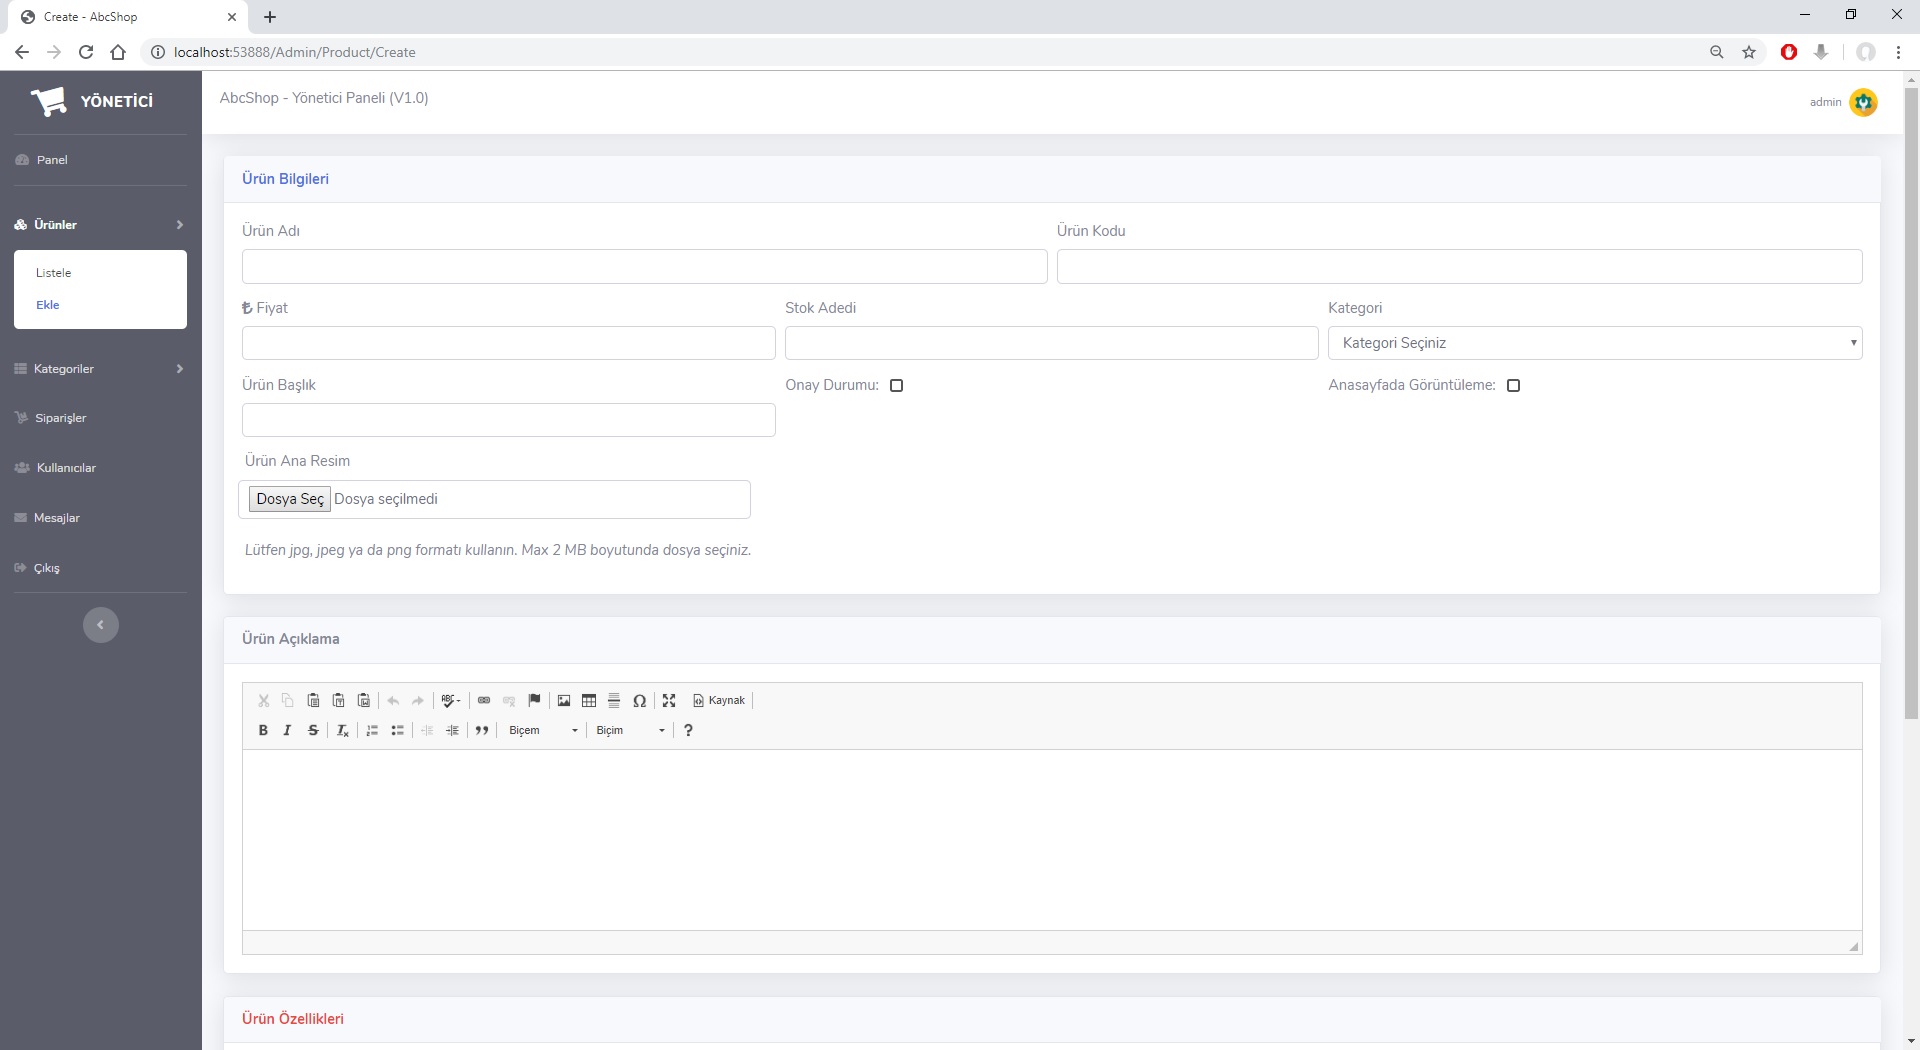 Create - AbcShop
localhost:53888/Admin/Product/Create
YÖNETİCİ
AbcShop - Yönetici Paneli (V1.0)
admin
Panel
Ürünler
Listele
Ekle
Kategoriler
Siparişler
Kullanıcılar
Mesajlar
Çıkış
Ürün Bilgileri
Ürün Adı
Ürün Kodu
₺ Fiyat
Stok Adedi
Kategori
Kategori Seçiniz
Ürün Başlık
Onay Durumu:
Anasayfada Görüntüleme:
Ürün Ana Resim
Dosya Seç Dosya seçilmedi
Lütfen jpg, jpeg ya da png formatı kullanın. Max 2 MB boyutunda dosya seçiniz.
Ürün Açıklama
Kaynak
Biçem
Biçim
Ürün Özellikleri